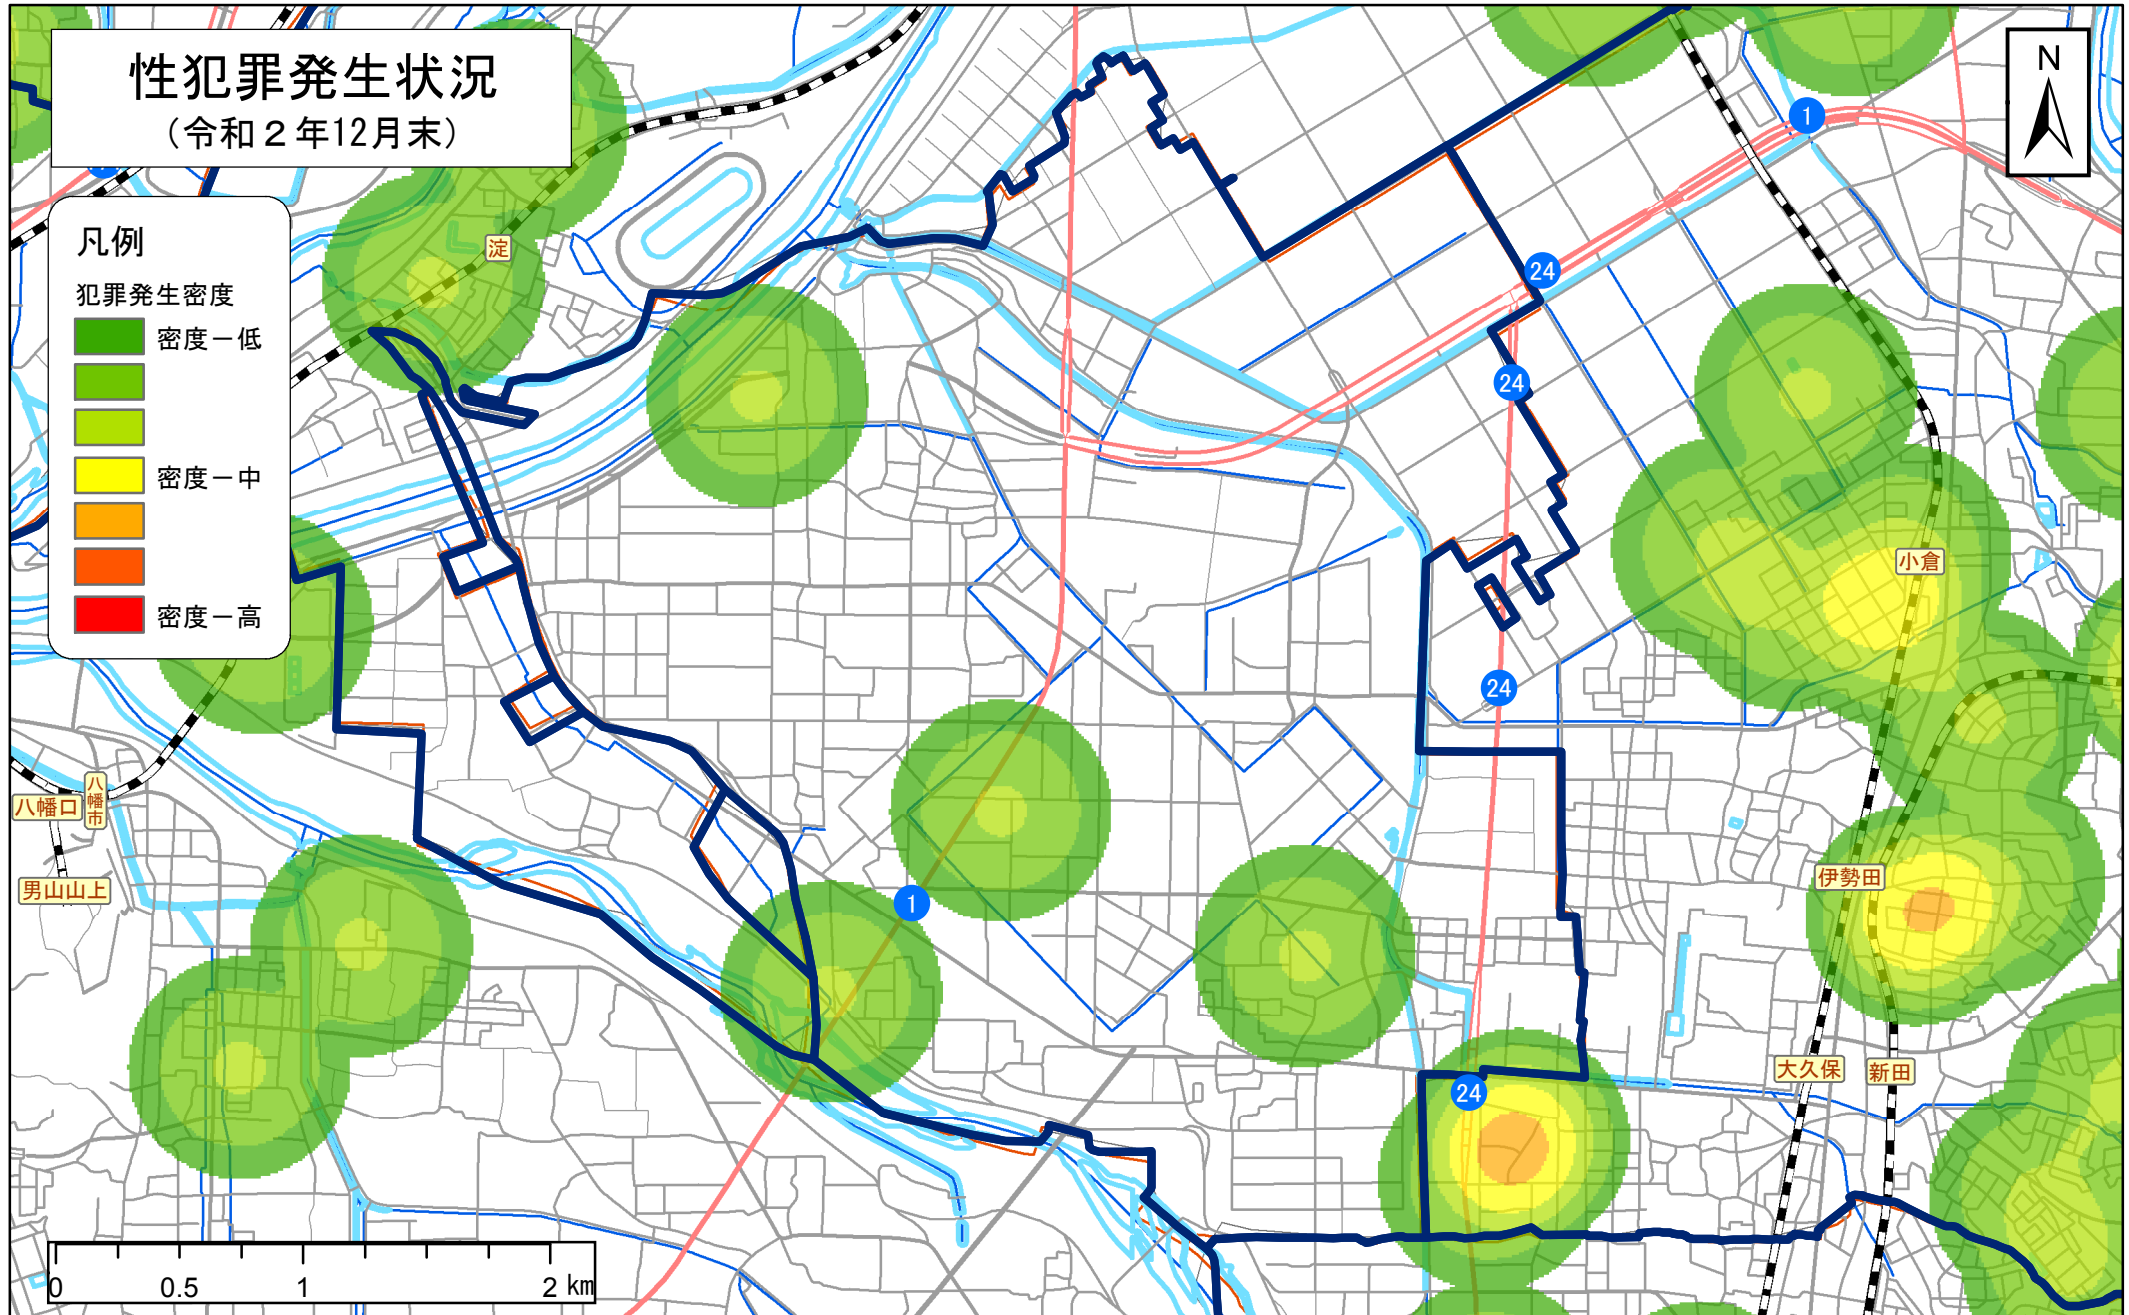 性犯罪発生状況
（令和２年12月末）
N
1
凡例
犯罪発生密度
密度－低
密度－中
密度－高
淀
24
24
小倉
24
八幡口
八幡市
男山山上
伊勢田
1
大久保
新田
24
0 0.5 1 2 km